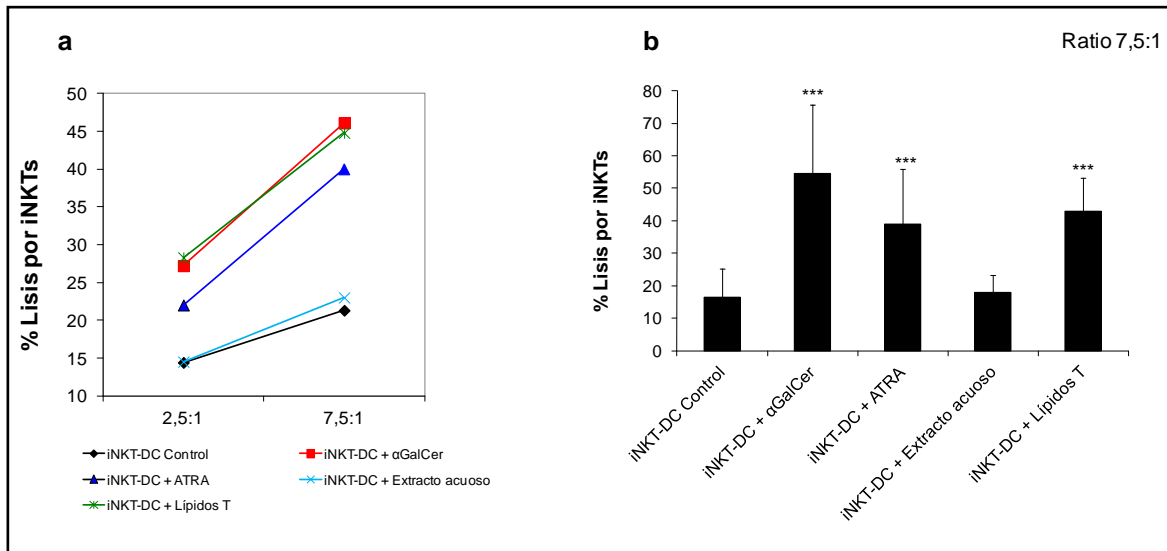 a
50
45
40
35
30
25
20
15
10
% Lisis por iNKTs
2,5:1
7,5:1
iNKT-DC Control
iNKT-DC + αGalCer
iNKT-DC + ATRA
iNKT-DC + Extracto acuoso
iNKT-DC + Lípidos T
b
Ratio 7,5:1
80
70
60
50
40
30
20
10
0
% Lisis por iNKTs
***
***
***
iNKT-DC Control
iNKT-DC + αGalCer
iNKT-DC + ATRA
iNKT-DC + Extracto acuoso
iNKT-DC + Lípidos T